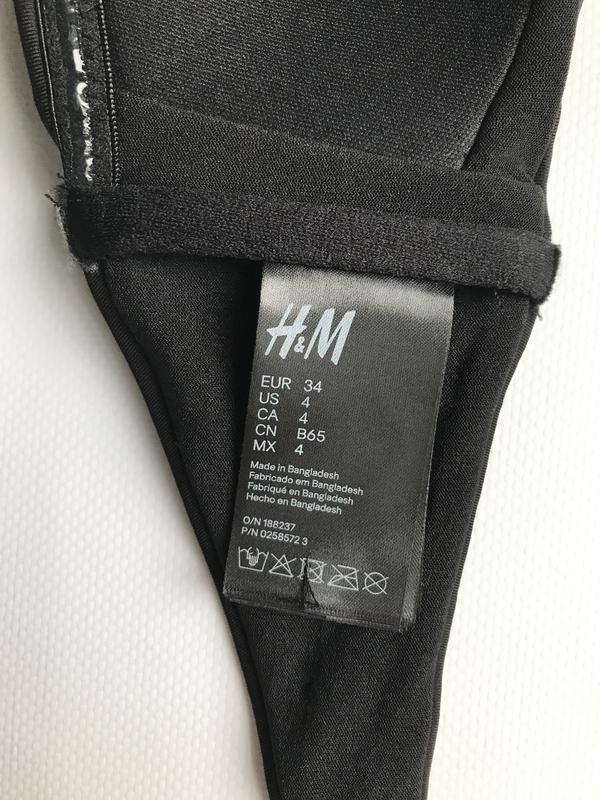 H&M
EUR 34
US 4
CA 4
CN B65
MX 4
Made in Bangladesh
Fabricado em Bangladesh
Fabriqué en Bangladesh
Hecho en Bangladesh
O/N 188237
P/N 0258572 3